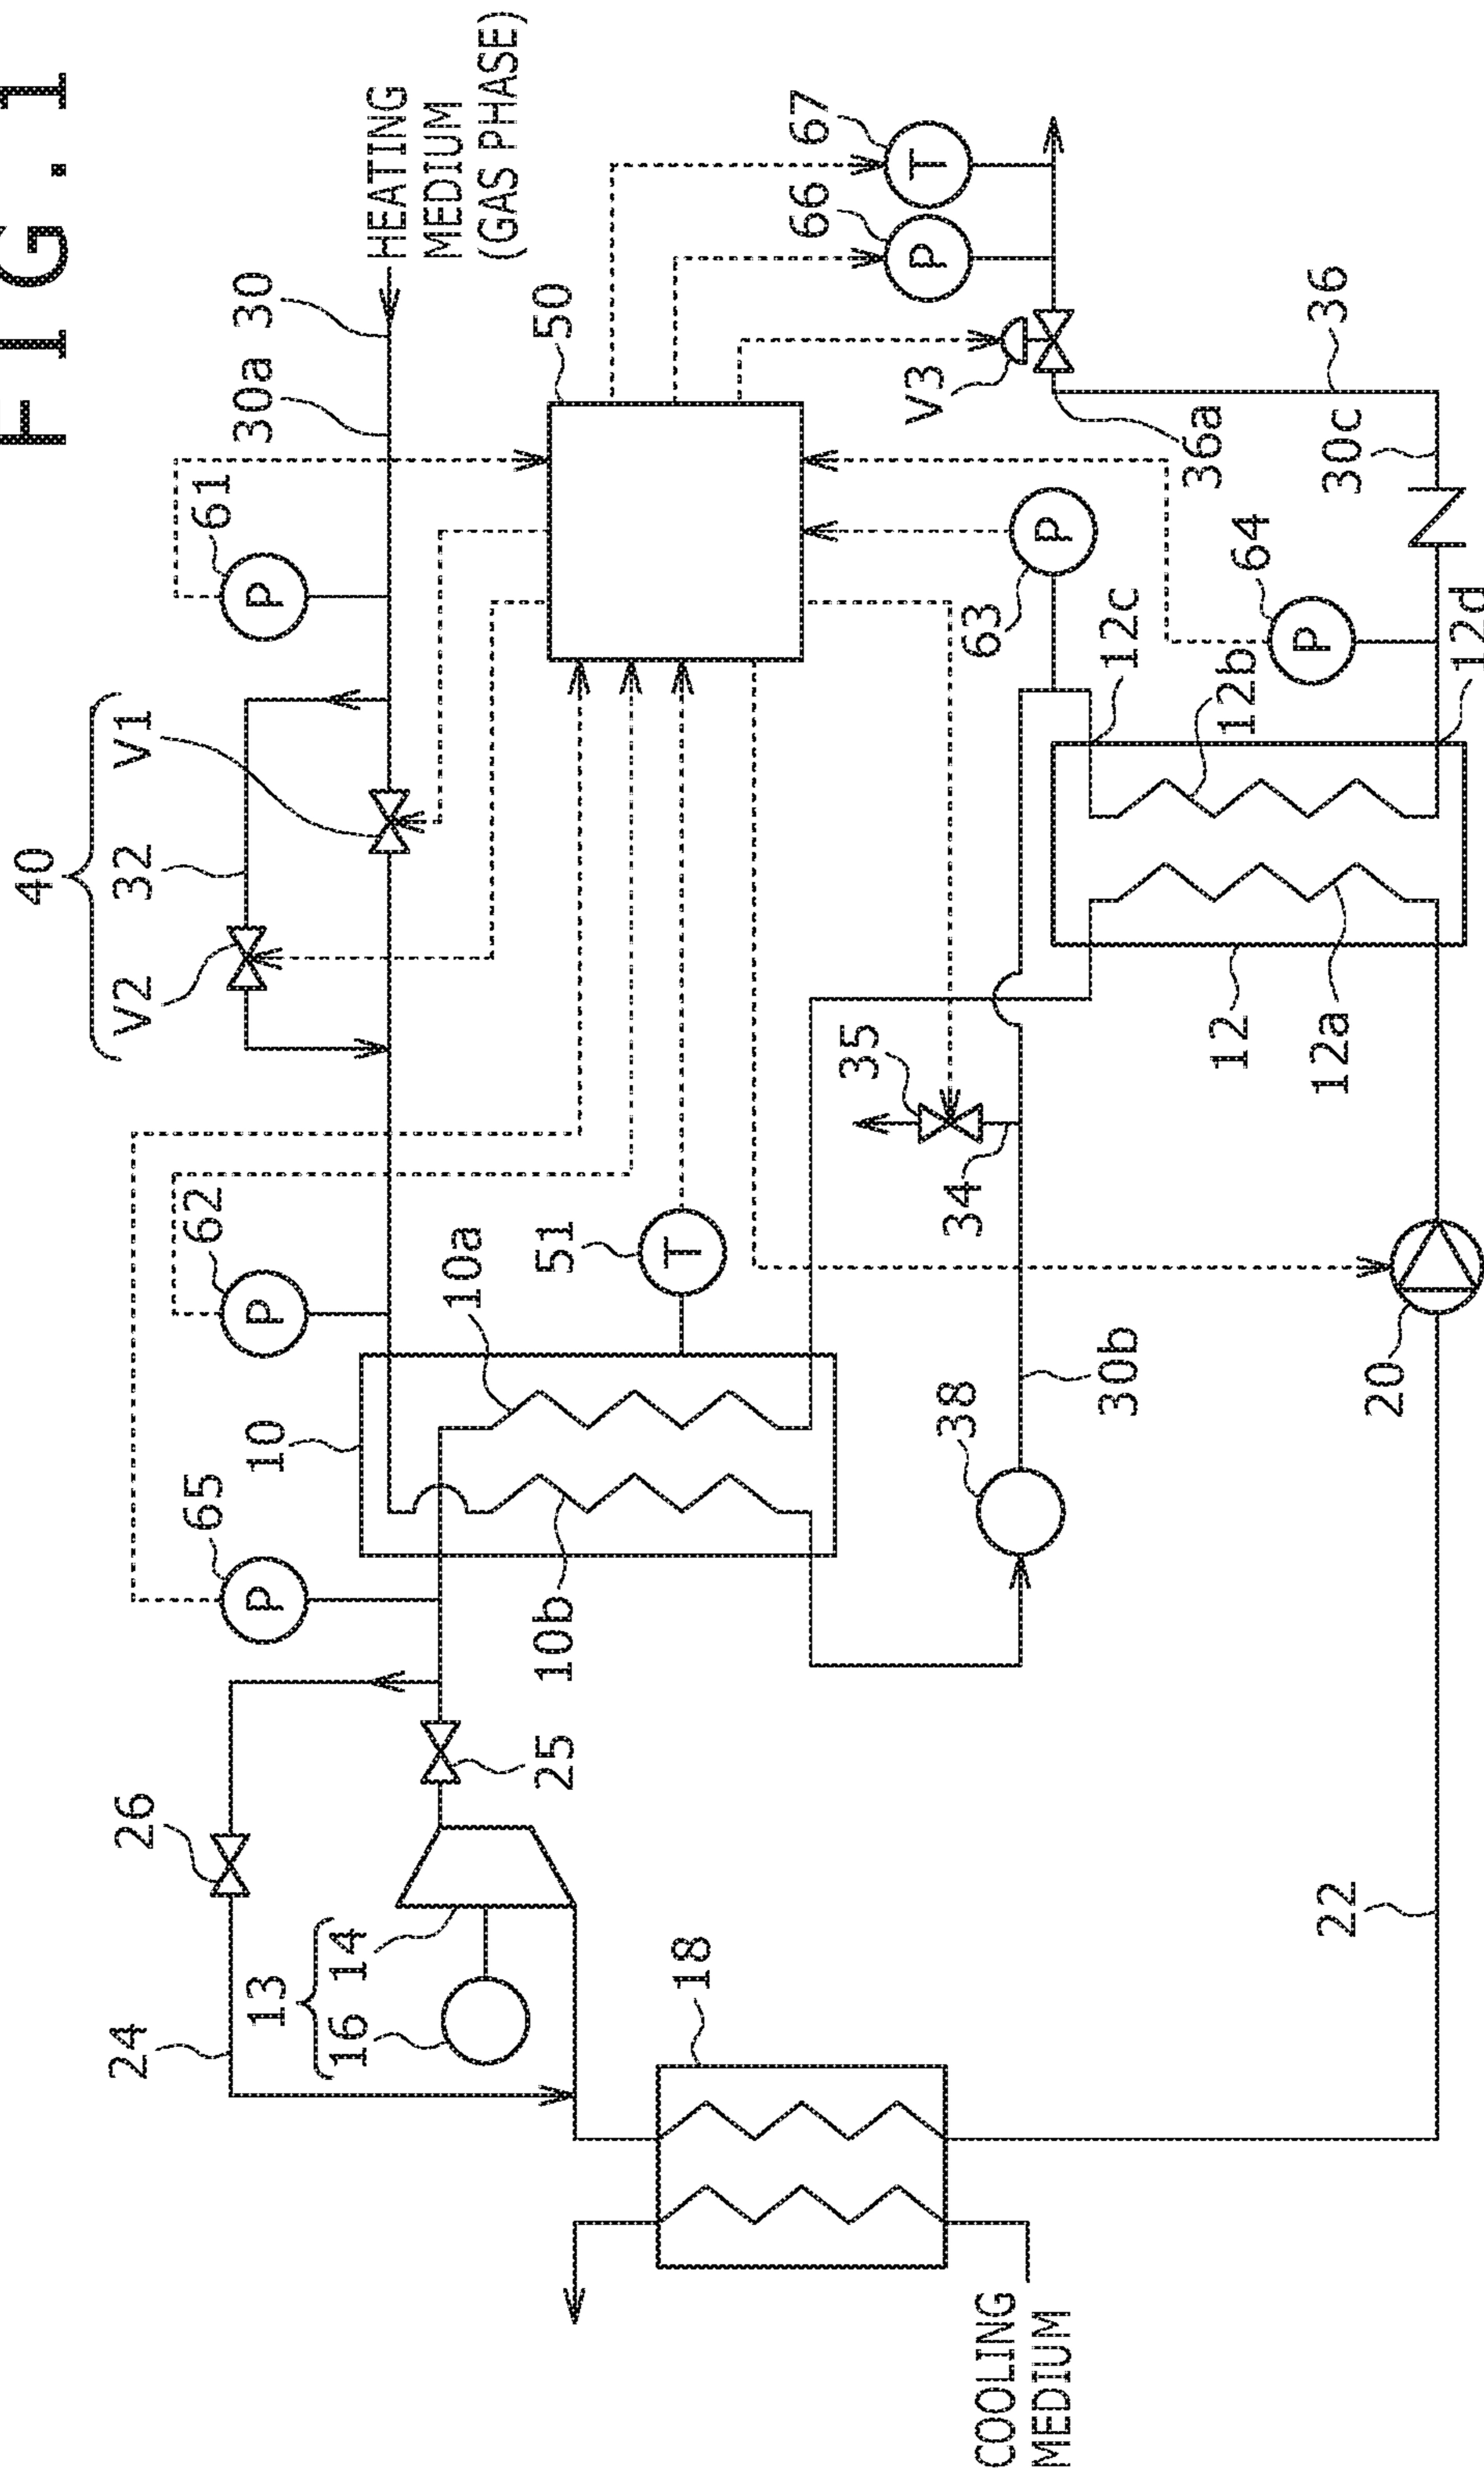 FIG.1
40
V2
32
V1
24
26
65
62
61
30a
30
HEATING
MEDIUM
(GAS PHASE)
13
16
14
10
25
10b
10a
51
50
18
38
34
35
63
V3
66
67
P
P
P
T
P
P
T
P
30b
12
12a
12b
12c
64
36a
30c
36
COOLING
MEDIUM
22
20
12d